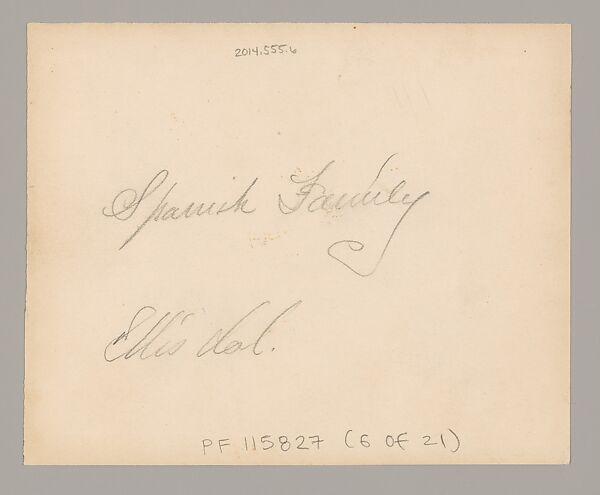 2014.555.6
Spanish Family
Ellis Isl.
PF 115827 (6 of 21)